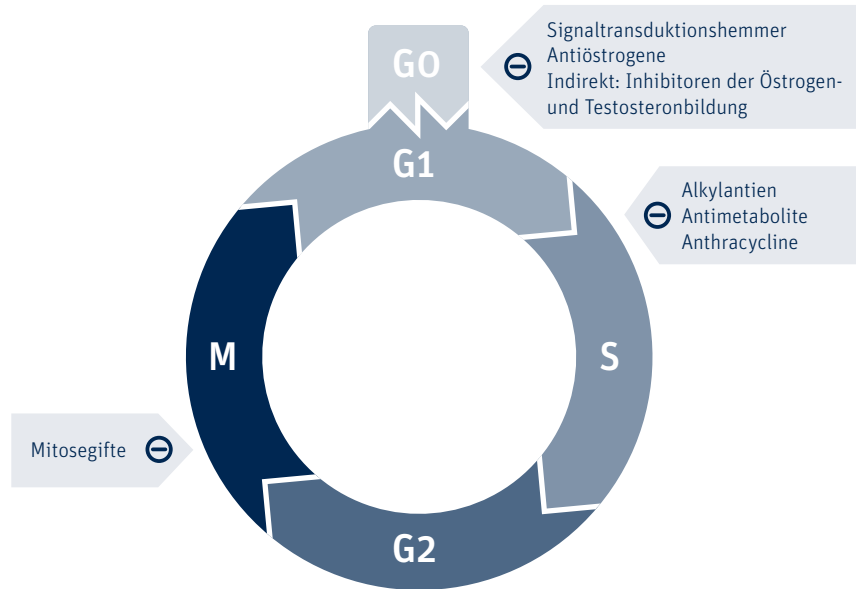 G0
Signaltransduktionshemmer
Antiöstrogene
Indirekt: Inhibitoren der Östrogen-
und Testosteronbildung
G1
Alkylantien
Antimetabolite
Anthracycline
M
S
Mitosegifte
G2